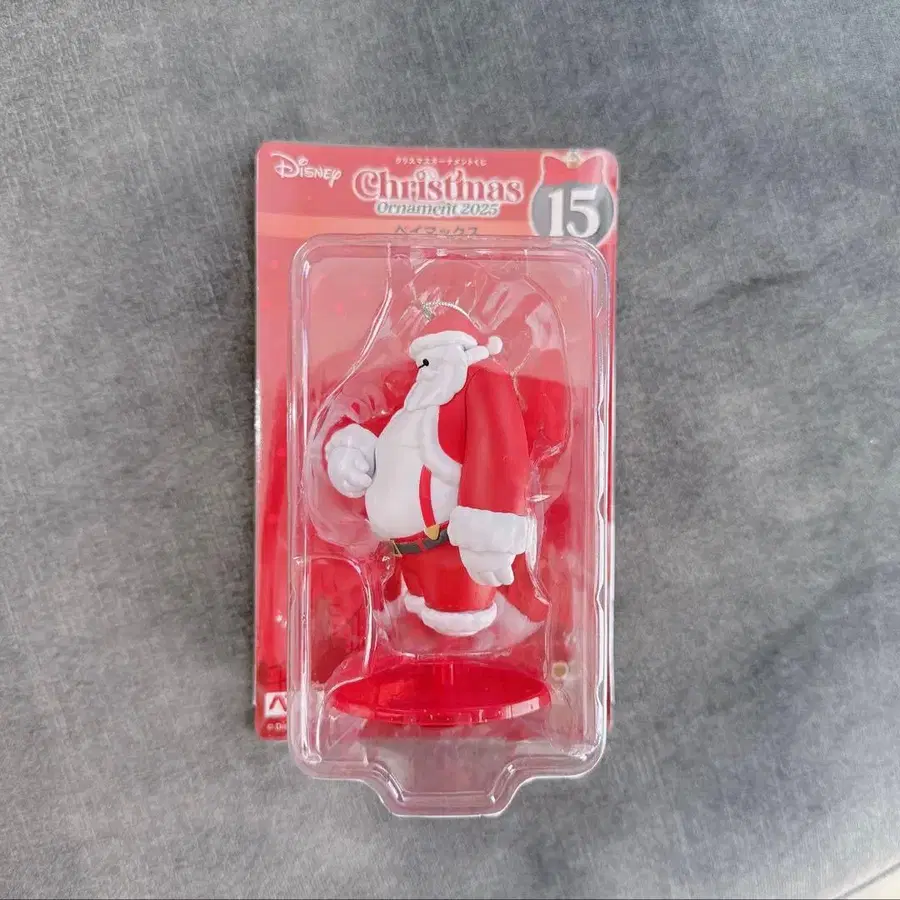 Disney
クリスマスオーナメントくじ
Christmas
Ornament 2025
15
ベイマックス